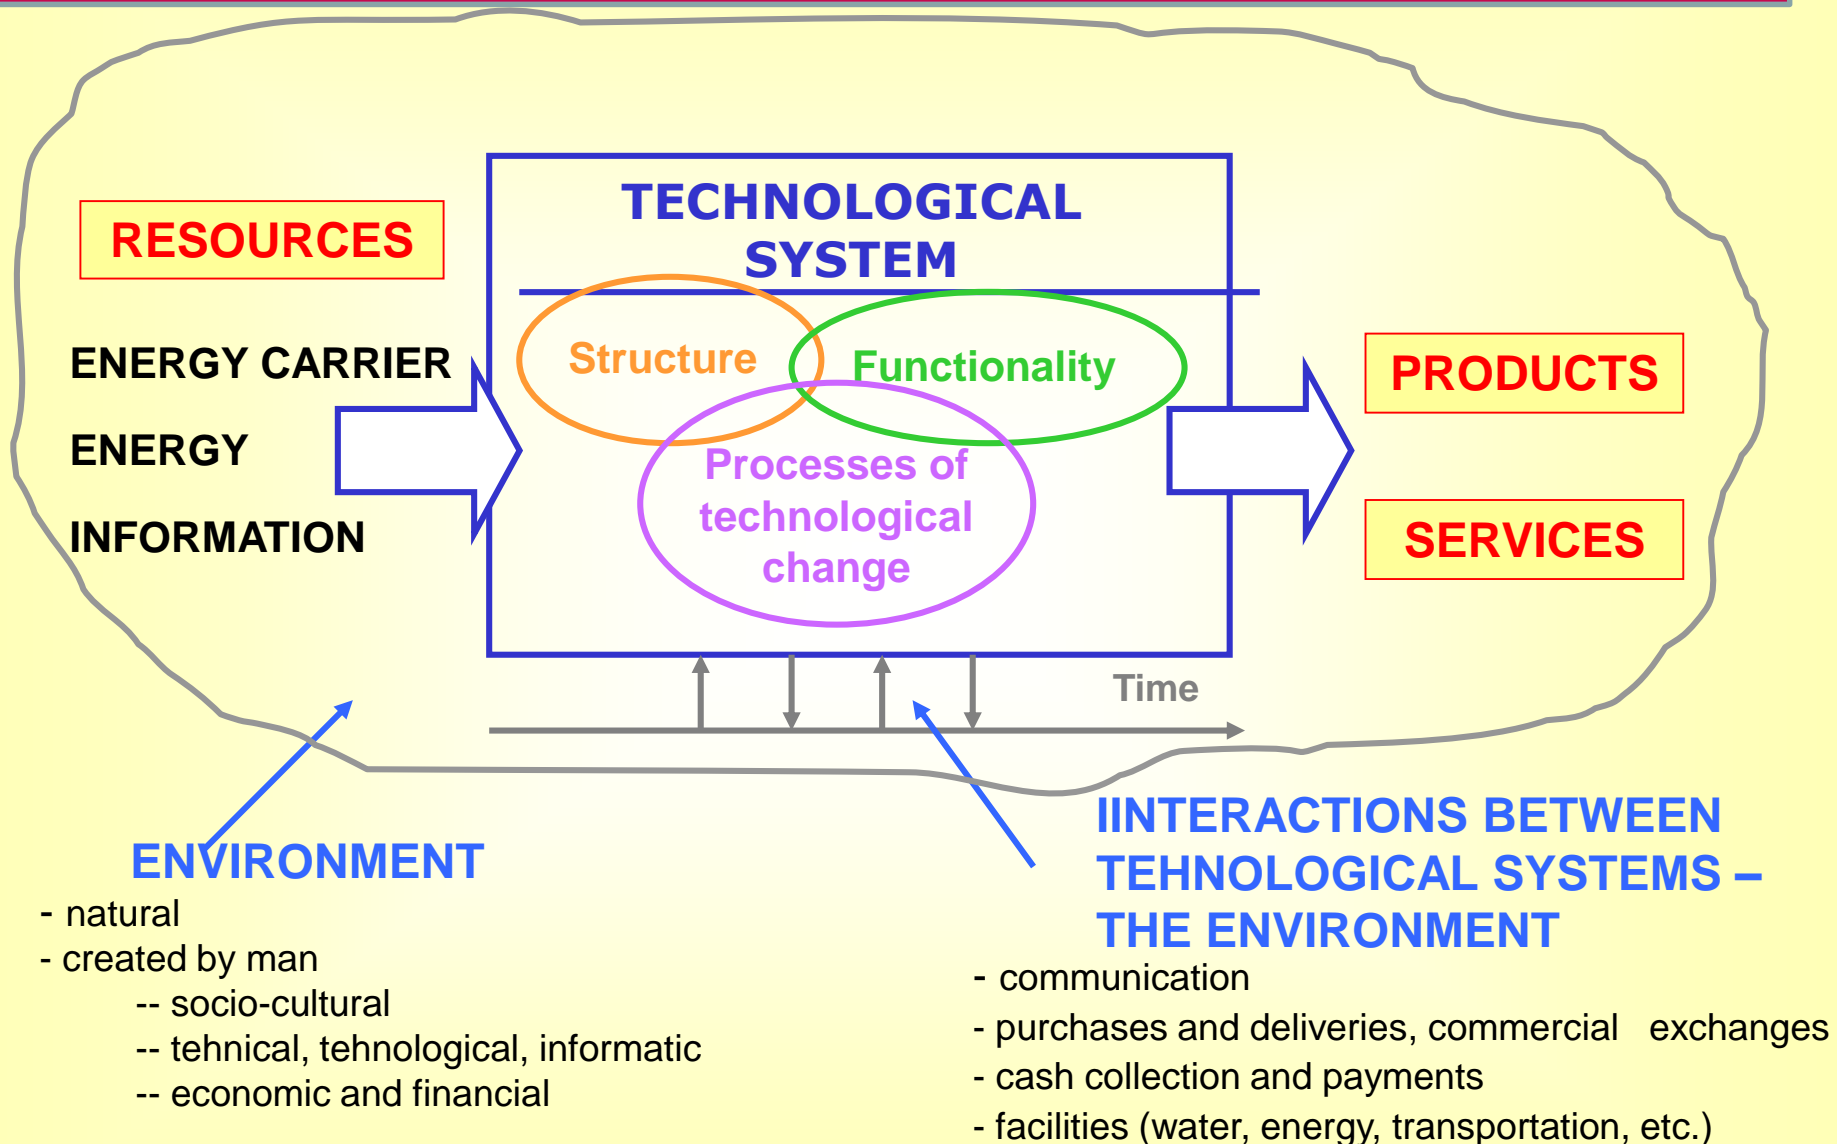 TECHNOLOGICAL
SYSTEM
RESOURCES
ENERGY CARRIER
ENERGY
INFORMATION
Structure
Functionality
Processes of
technological
change
PRODUCTS
SERVICES
Time
ENVIRONMENT
- natural
- created by man
-- socio-cultural
-- tehnical, tehnological, informatic
-- economic and financial
IINTERACTIONS BETWEEN
TEHNOLOGICAL SYSTEMS –
THE ENVIRONMENT
- communication
- purchases and deliveries, commercial exchanges
- cash collection and payments
- facilities (water, energy, transportation, etc.)